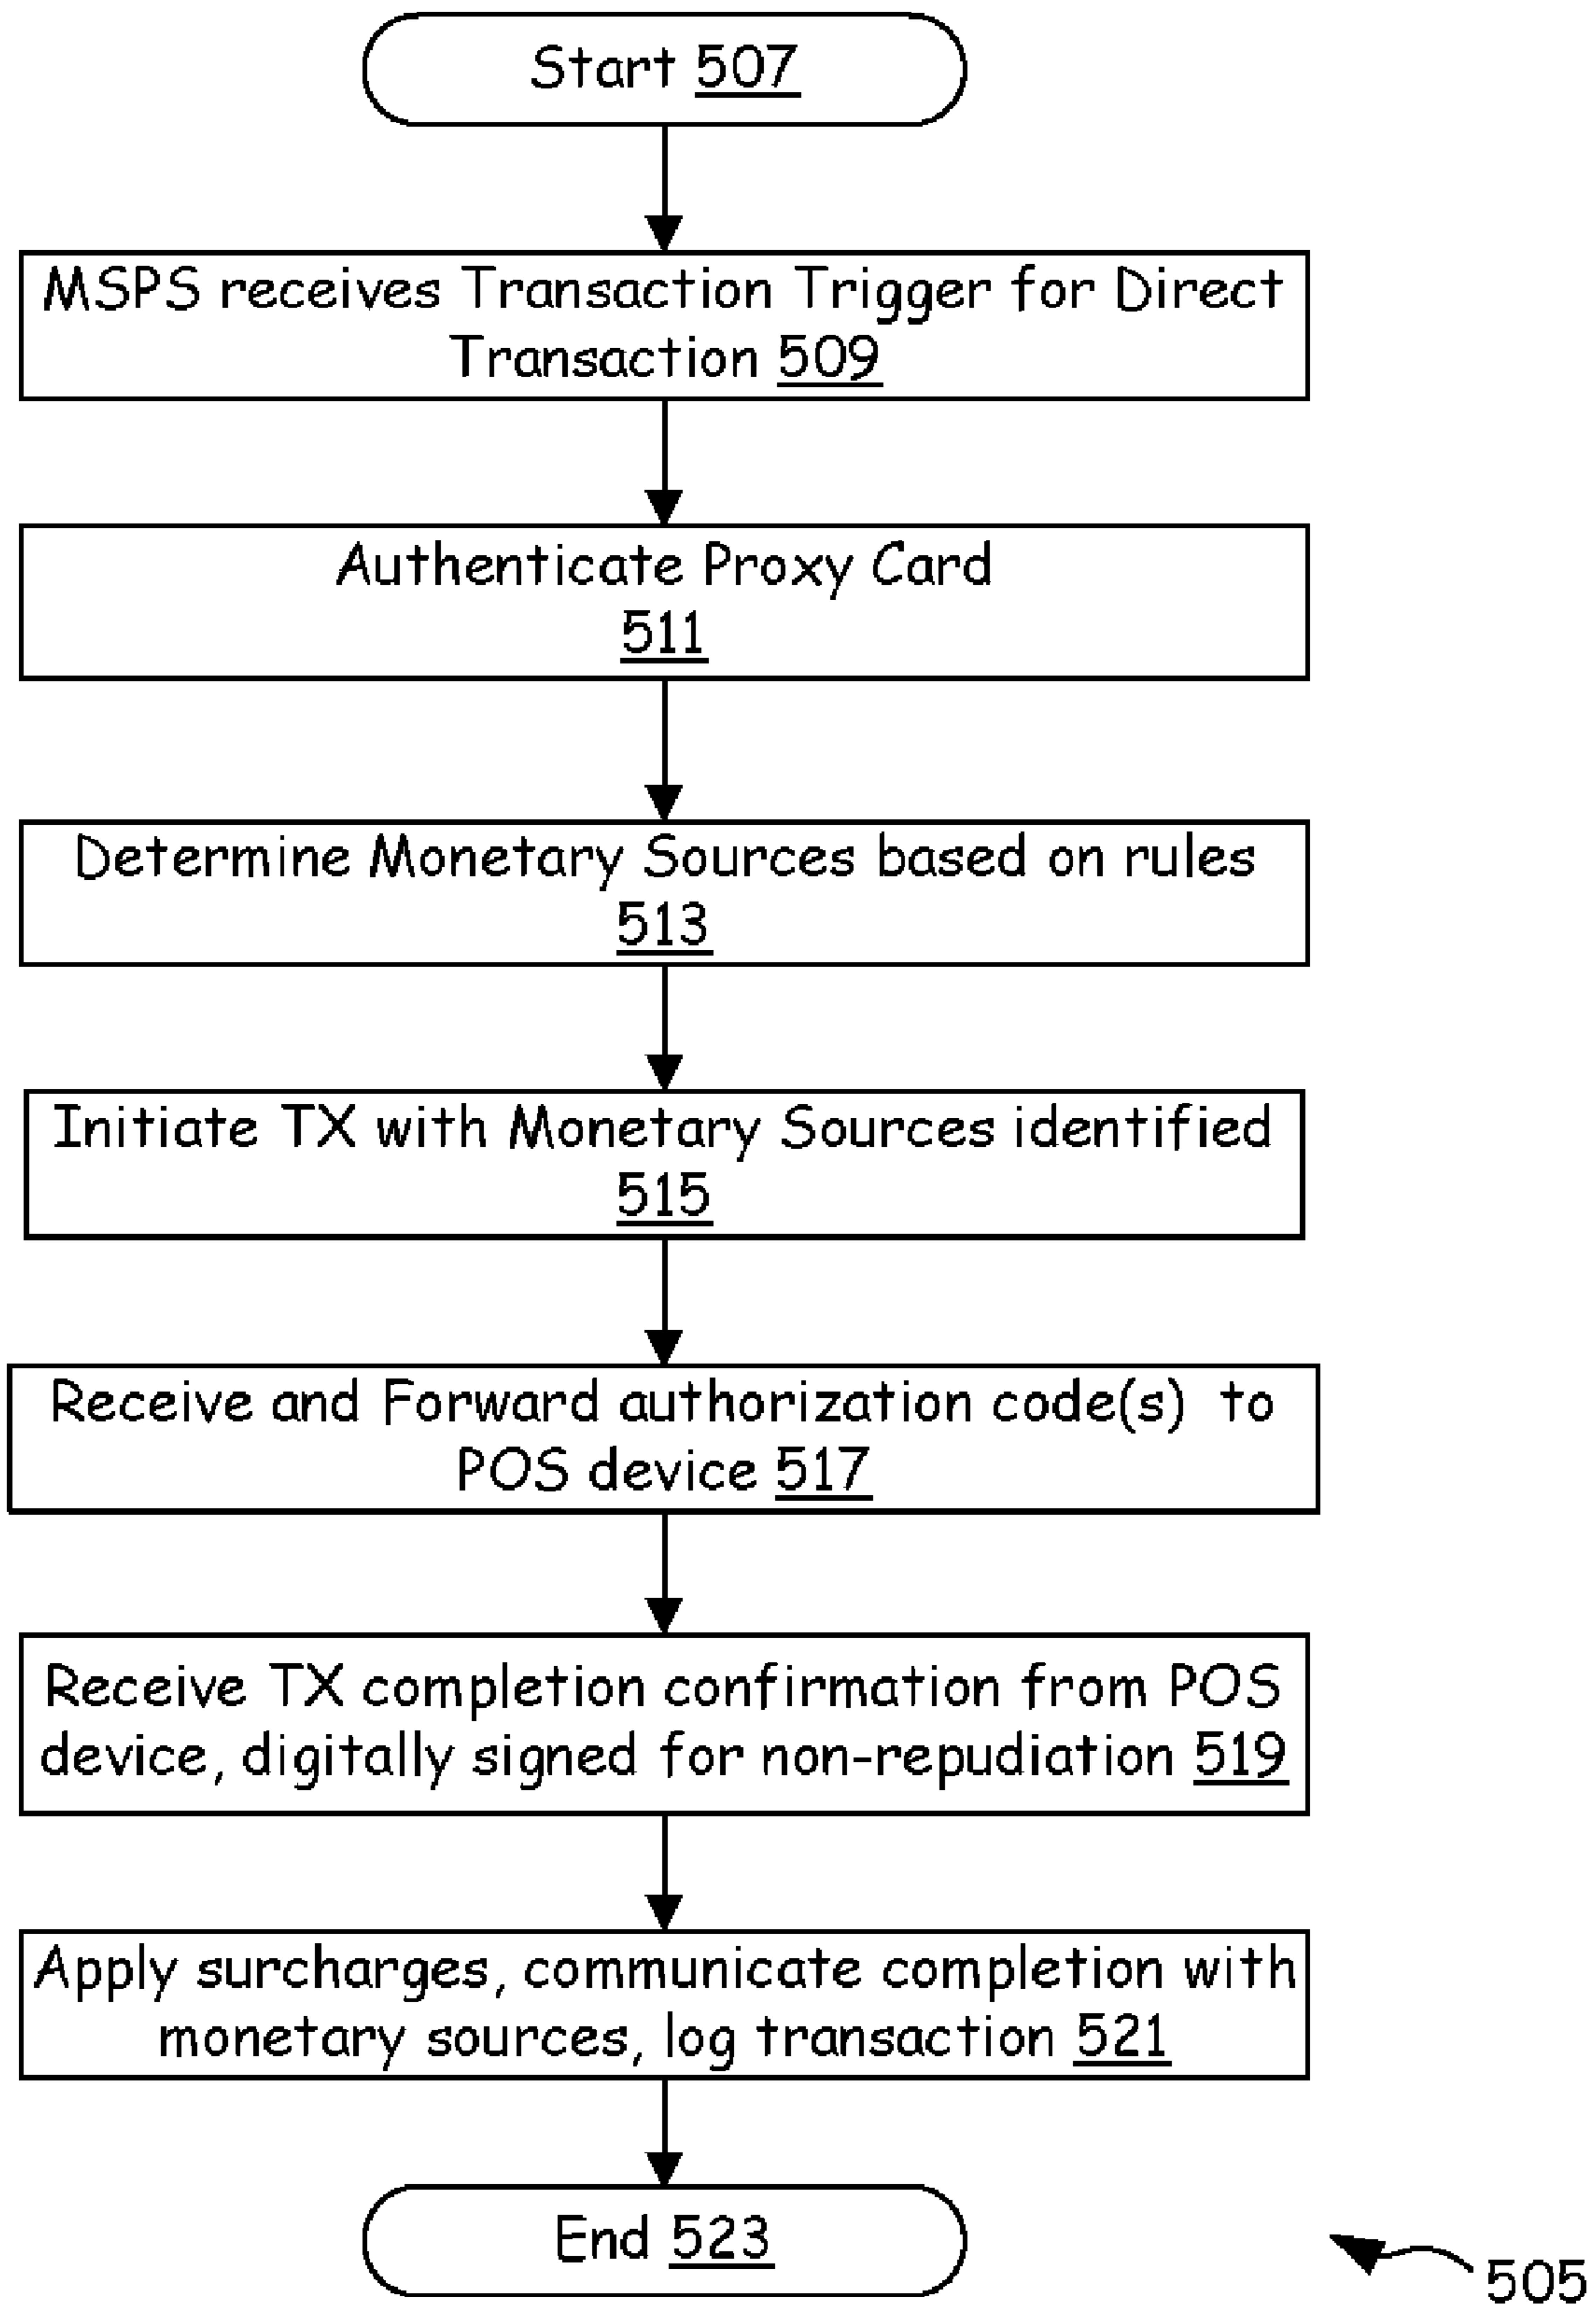 Start 507
MSPS receives Transaction Trigger for Direct
Transaction 509
Authenticate Proxy Card
511
Determine Monetary Sources based on rules
513
Initiate TX with Monetary Sources identified
515
Receive and Forward authorization code(s) to
POS device 517
Receive TX completion confirmation from POS
device, digitally signed for non-repudiation 519
Apply surcharges, communicate completion with
monetary sources, log transaction 521
End 523
505